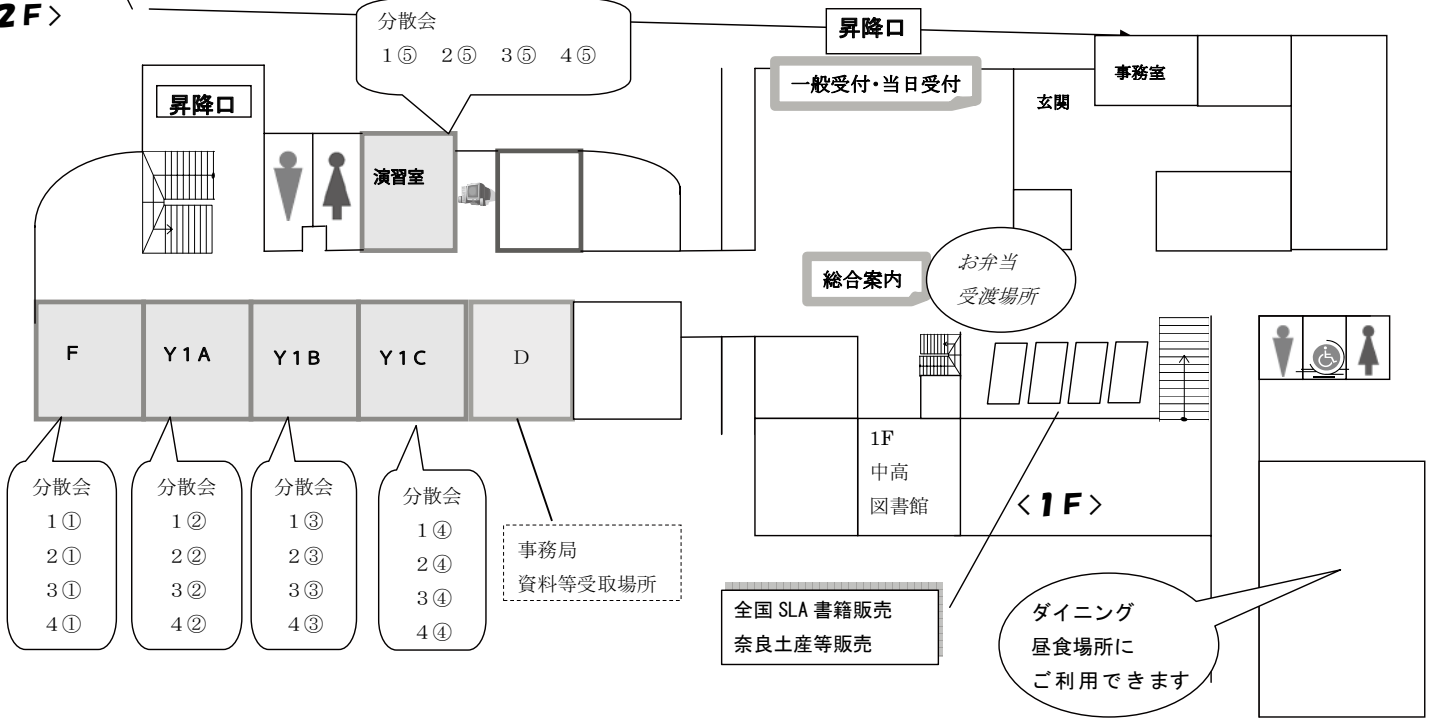 2F>
分散会
1⑤ 2⑤ 3⑤ 4⑤
昇降口
一般受付・当日受付
玄関
事務室
昇降口
演習室
総合案内
お弁当
受渡場所
F
Y1A
Y1B
Y1C
D
分散会
1①
2①
3①
4①
分散会
1②
2②
3②
4②
分散会
1③
2③
3③
4③
分散会
1④
2④
3④
4④
事務局
資料等受取場所
1F
中高
図書館
<1F>
全国 SLA 書籍販売
奈良土産等販売
ダイニング
昼食場所に
ご利用できます